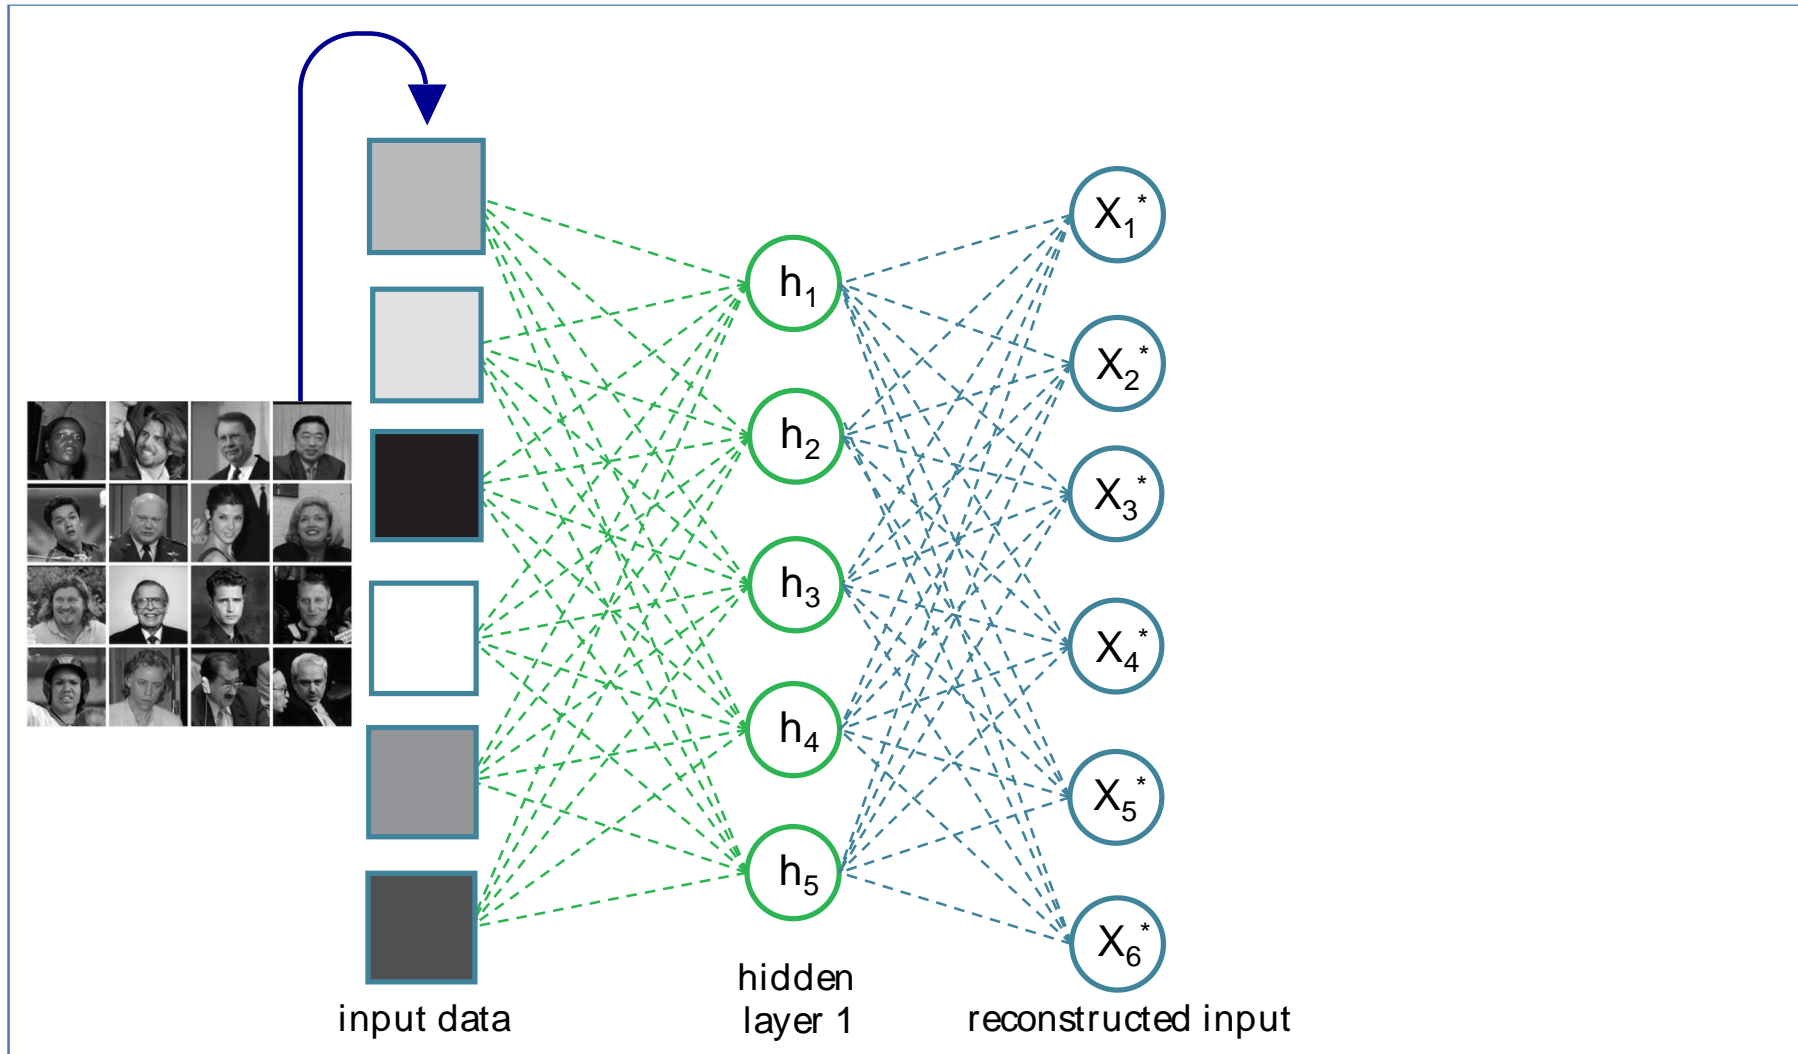 X₁*
h₁
X₂*
h₂
X₃*
h₃
X₄*
h₄
X₅*
h₅
X₆*
hidden
layer 1
input data
reconstructed input